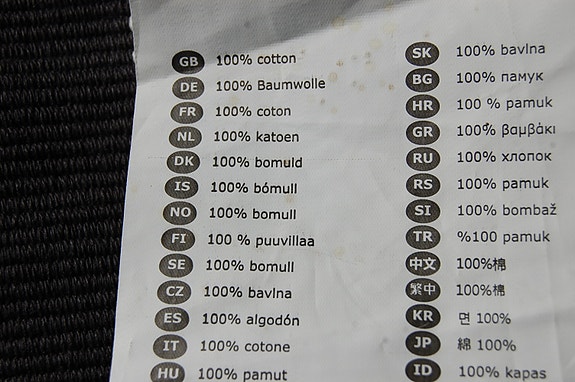 GB 100% cotton
DE 100% Baumwolle
FR 100% coton
NL 100% katoen
DK 100% bomuld
IS 100% bómull
NO 100% bomull
FI 100 % puuvillaa
SE 100% bomull
CZ 100% bavlna
ES 100% algodón
IT 100% cotone
HU 100% pamut
SK 100% bavlna
BG 100% памук
HR 100 % pamuk
GR 100% βαμβάκι
RU 100% хлопок
RS 100% pamuk
SI 100% bombaž
TR %100 pamuk
中文 100%棉
繁中 100%棉
KR 면 100%
JP 綿 100%
ID 100% kapas